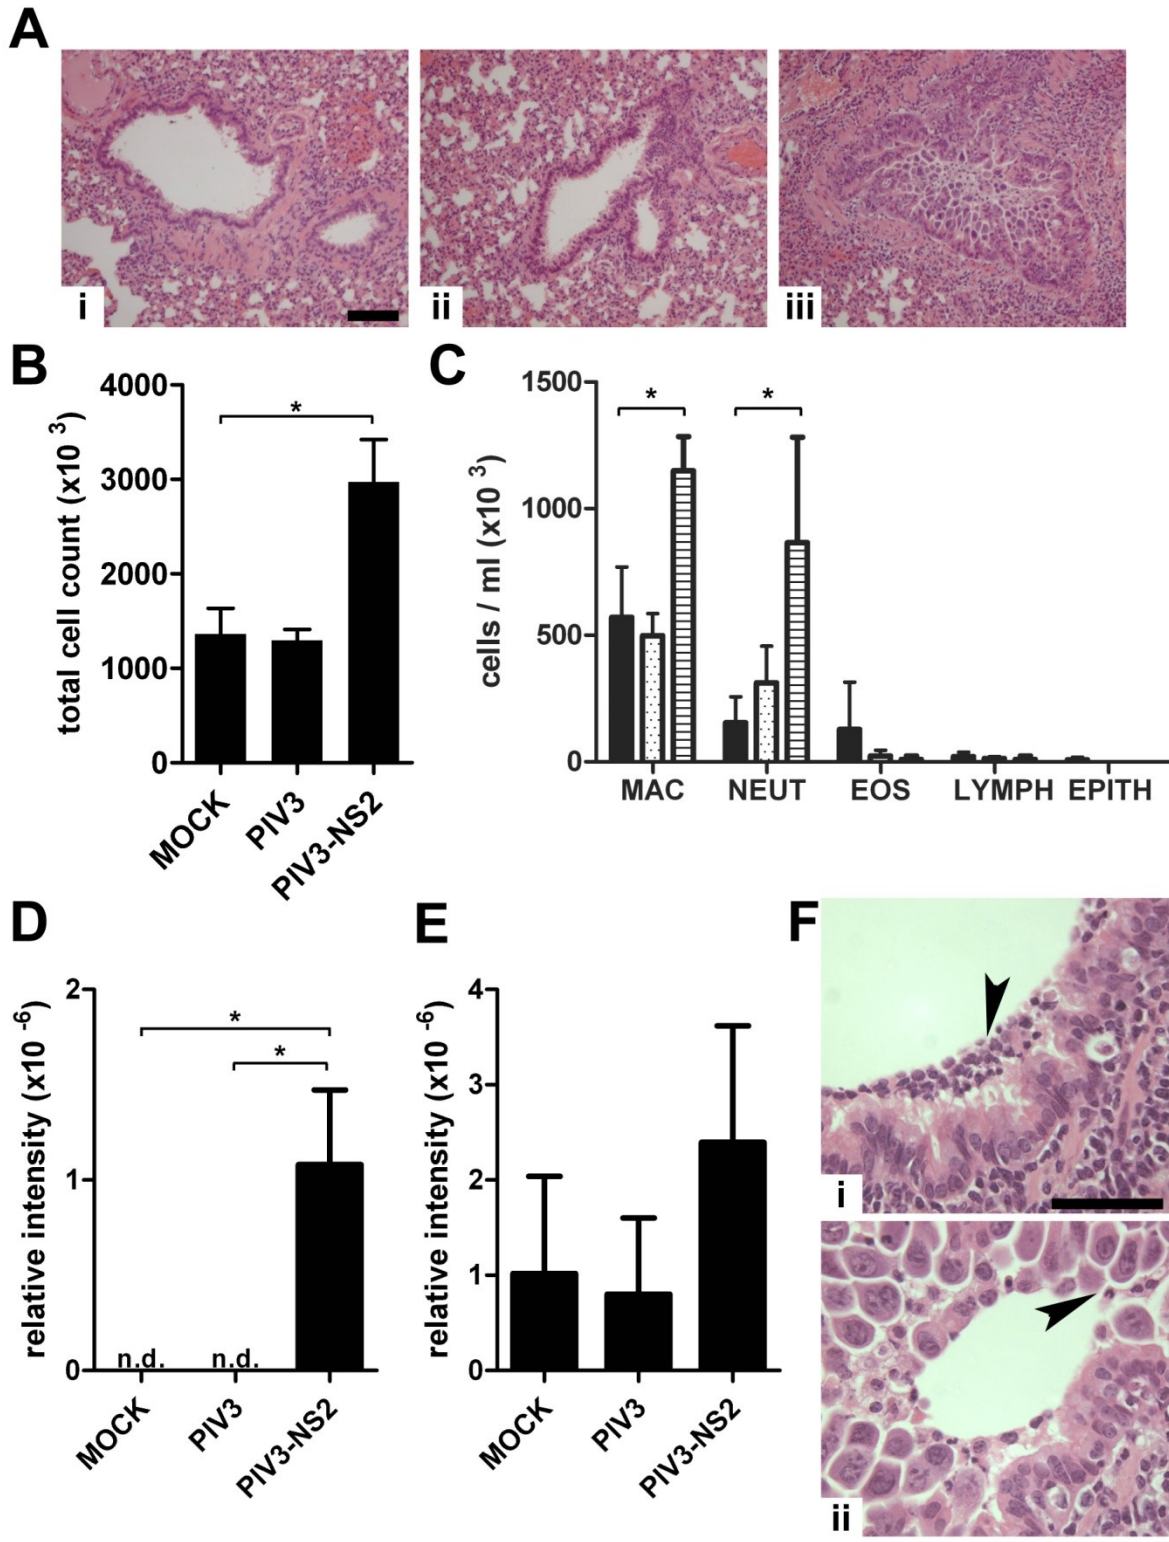 A
i
ii
iii
B
total cell count (x10 3)
4000
3000
2000
1000
0
*
MOCK
PIV3
PIV3-NS2
C
cells / ml (x10 3)
1500
1000
500
0
*
*
MAC
NEUT
EOS
LYMPH
EPITH
D
relative intensity (x10 -6)
2
1
0
*
*
n.d.
n.d.
MOCK
PIV3
PIV3-NS2
E
relative intensity (x10 -6)
4
3
2
1
0
MOCK
PIV3
PIV3-NS2
F
i
ii